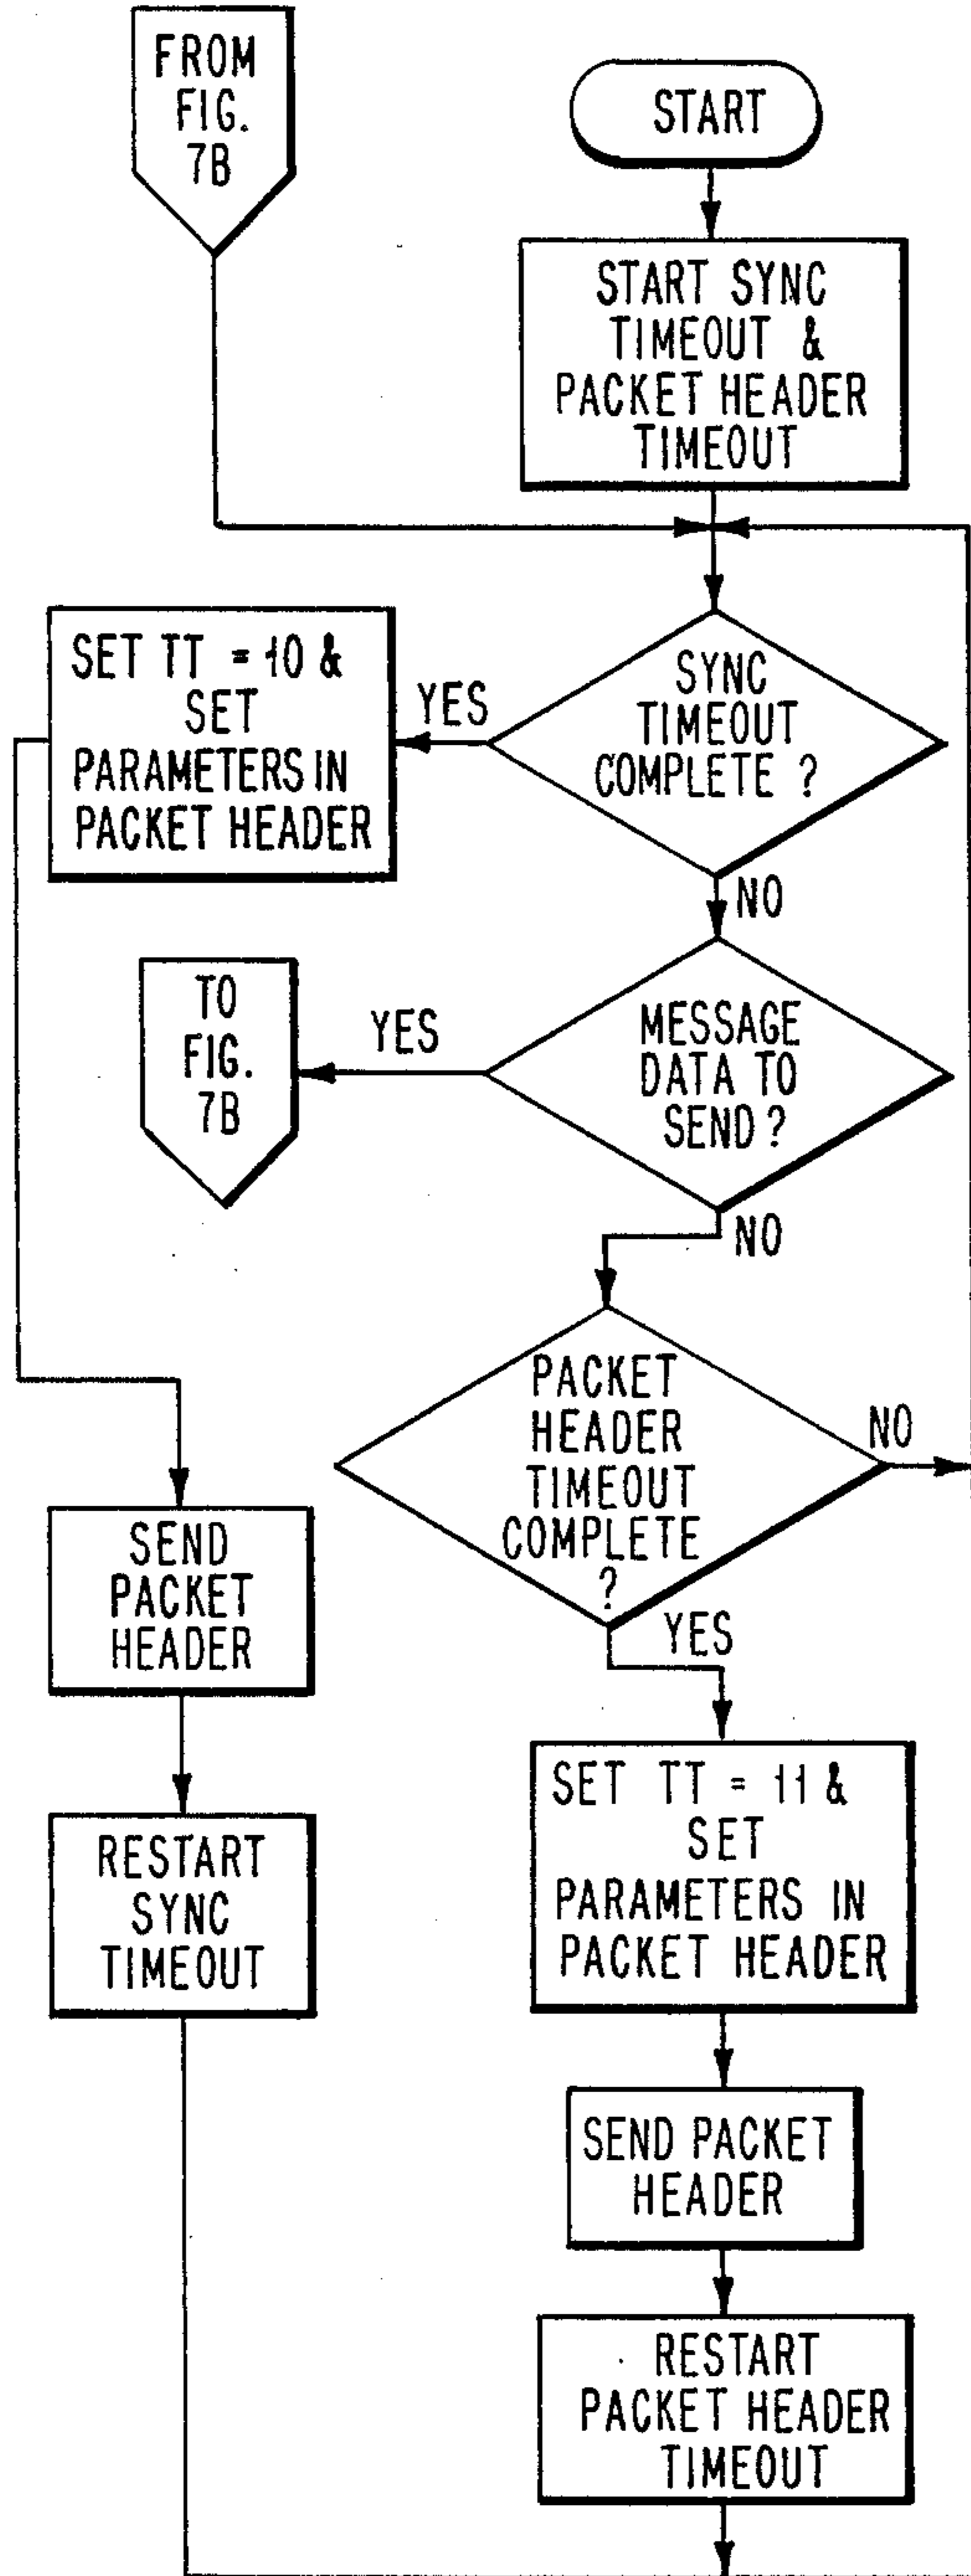 FROM
FIG.
7B
START
START SYNC
TIMEOUT &
PACKET HEADER
TIMEOUT
SYNC
TIMEOUT
COMPLETE ?
YES
SET TT = 10 &
SET
PARAMETERS IN
PACKET HEADER
NO
MESSAGE
DATA TO
SEND ?
YES
TO
FIG.
7B
NO
PACKET
HEADER
TIMEOUT
COMPLETE
?
NO
YES
SEND
PACKET
HEADER
RESTART
SYNC
TIMEOUT
SET TT = 11 &
SET
PARAMETERS IN
PACKET HEADER
SEND PACKET
HEADER
RESTART
PACKET HEADER
TIMEOUT